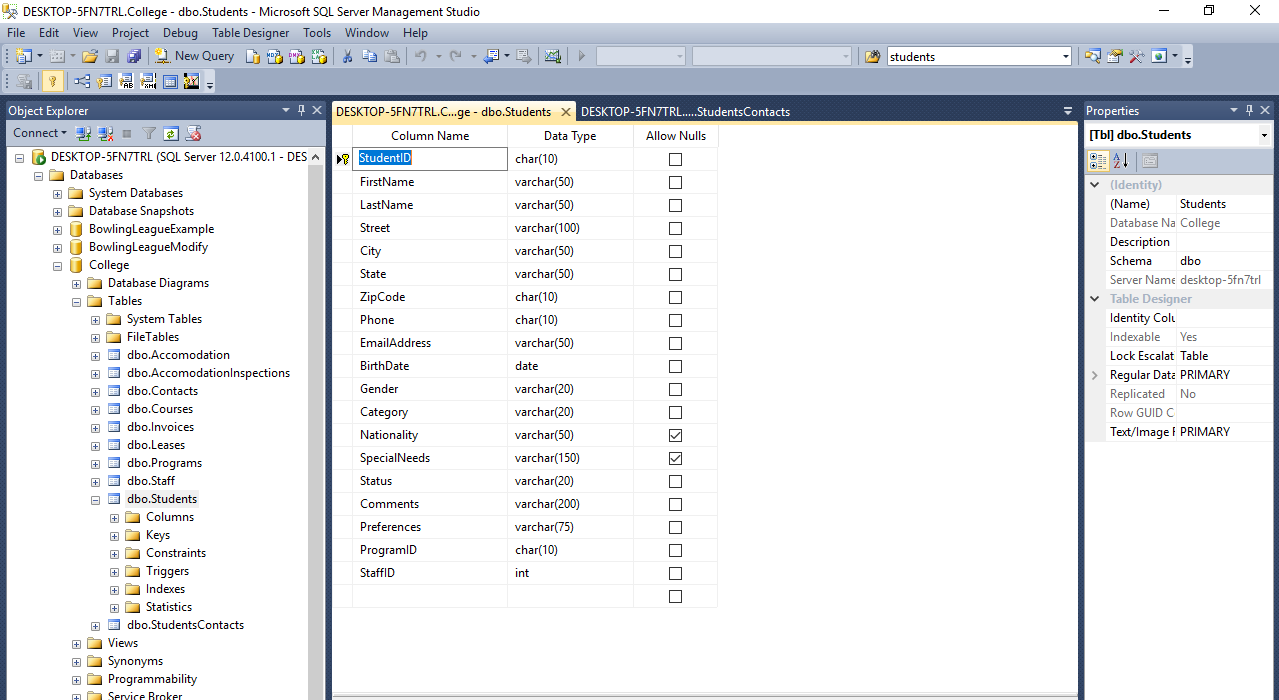 DESKTOP-5FN7TRL.College - dbo.Students - Microsoft SQL Server Management Studio
File Edit View Project Debug Table Designer Tools Window Help
New Query MDX DMX XMLA students
Object Explorer
Connect
DESKTOP-5FN7TRL (SQL Server 12.0.4100.1 - DES
Databases
System Databases
Database Snapshots
BowlingLeagueExample
BowlingLeagueModify
College
Database Diagrams
Tables
System Tables
FileTables
dbo.Accomodation
dbo.AccomodationInspections
dbo.Contacts
dbo.Courses
dbo.Invoices
dbo.Leases
dbo.Programs
dbo.Staff
dbo.Students
Columns
Keys
Constraints
Triggers
Indexes
Statistics
dbo.StudentsContacts
Views
Synonyms
Programmability
Service Broker
DESKTOP-5FN7TRL.C...ge - dbo.Students DESKTOP-5FN7TRL.....StudentsContacts
Column Name Data Type Allow Nulls
StudentID char(10)
FirstName varchar(50)
LastName varchar(50)
Street varchar(100)
City varchar(50)
State varchar(50)
ZipCode char(10)
Phone char(10)
EmailAddress varchar(50)
BirthDate date
Gender varchar(20)
Category varchar(20)
Nationality varchar(50)
SpecialNeeds varchar(150)
Status varchar(20)
Comments varchar(200)
Preferences varchar(75)
ProgramID char(10)
StaffID int
Properties
[Tbl] dbo.Students
(Identity)
(Name) Students
Database Na College
Description
Schema dbo
Server Name desktop-5fn7trl
Table Designer
Identity Colu
Indexable Yes
Lock Escalat Table
Regular Data PRIMARY
Replicated No
Row GUID C
Text/Image F PRIMARY